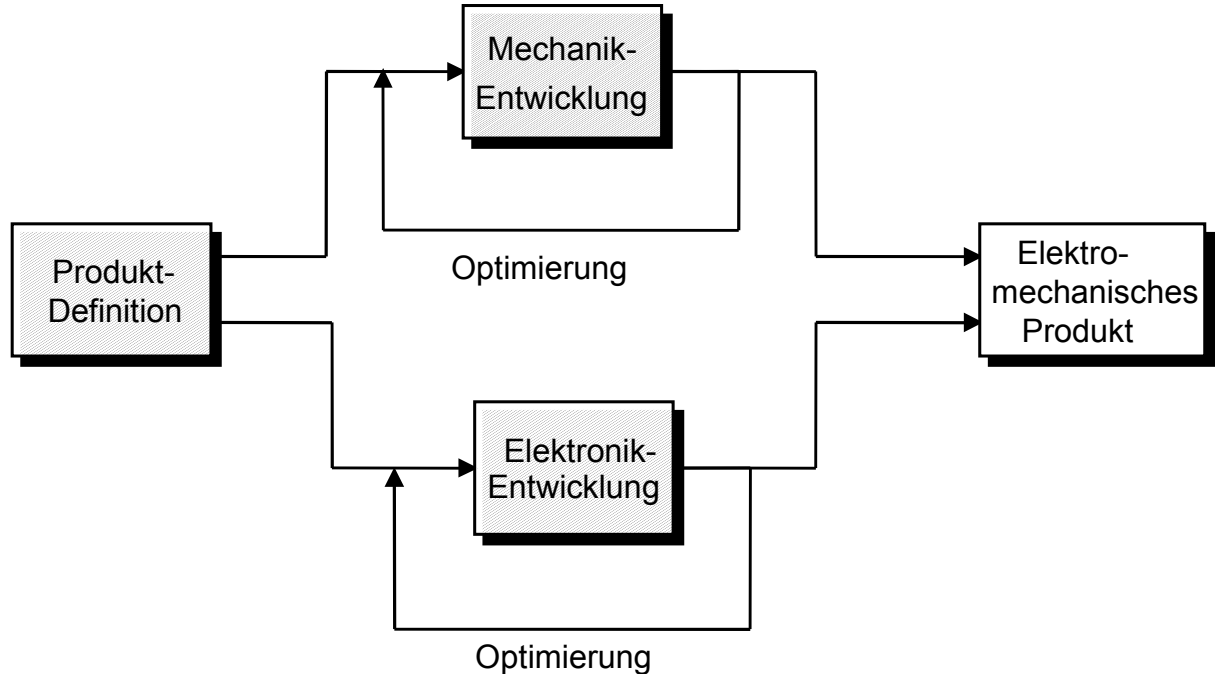 Mechanik-
Entwicklung
Optimierung
Produkt-
Definition
Elektro-
mechanisches
Produkt
Elektronik-
Entwicklung
Optimierung